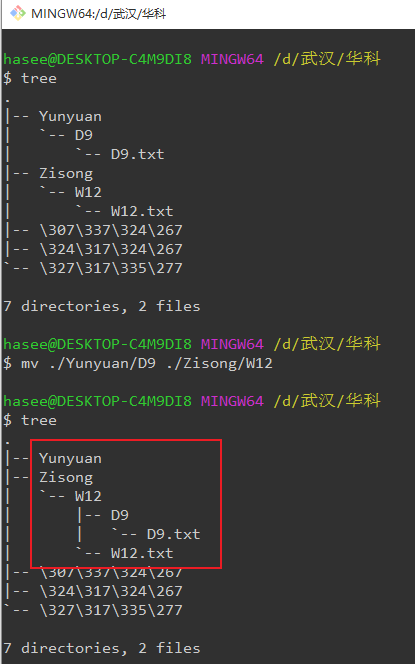 MINGW64:/d/武汉/华科
hasee@DESKTOP-C4M9DI8 MINGW64 /d/武汉/华科
$ tree
.
|-- Yunyuan
|   `-- D9
|       `-- D9.txt
|-- Zisong
|   `-- W12
|       `-- W12.txt
|-- \307\337\324\267
|-- \324\317\324\267
`-- \327\317\335\277
7 directories, 2 files
hasee@DESKTOP-C4M9DI8 MINGW64 /d/武汉/华科
$ mv ./Yunyuan/D9 ./Zisong/W12
hasee@DESKTOP-C4M9DI8 MINGW64 /d/武汉/华科
$ tree
.
|-- Yunyuan
|-- Zisong
|   `-- W12
|       |-- D9
|       |   `-- D9.txt
|       `-- W12.txt
|-- \307\337\324\267
|-- \324\317\324\267
`-- \327\317\335\277
7 directories, 2 files